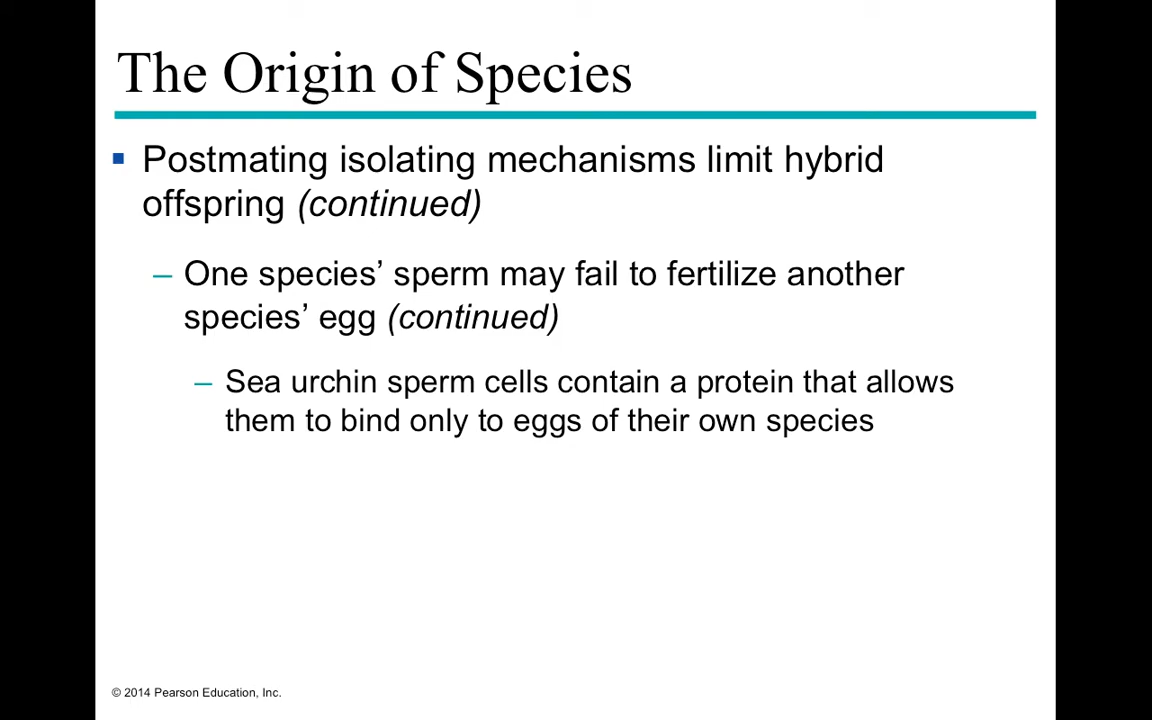 The Origin of Species
Postmating isolating mechanisms limit hybrid
offspring (continued)
– One species’ sperm may fail to fertilize another
species’ egg (continued)
– Sea urchin sperm cells contain a protein that allows
them to bind only to eggs of their own species
© 2014 Pearson Education, Inc.